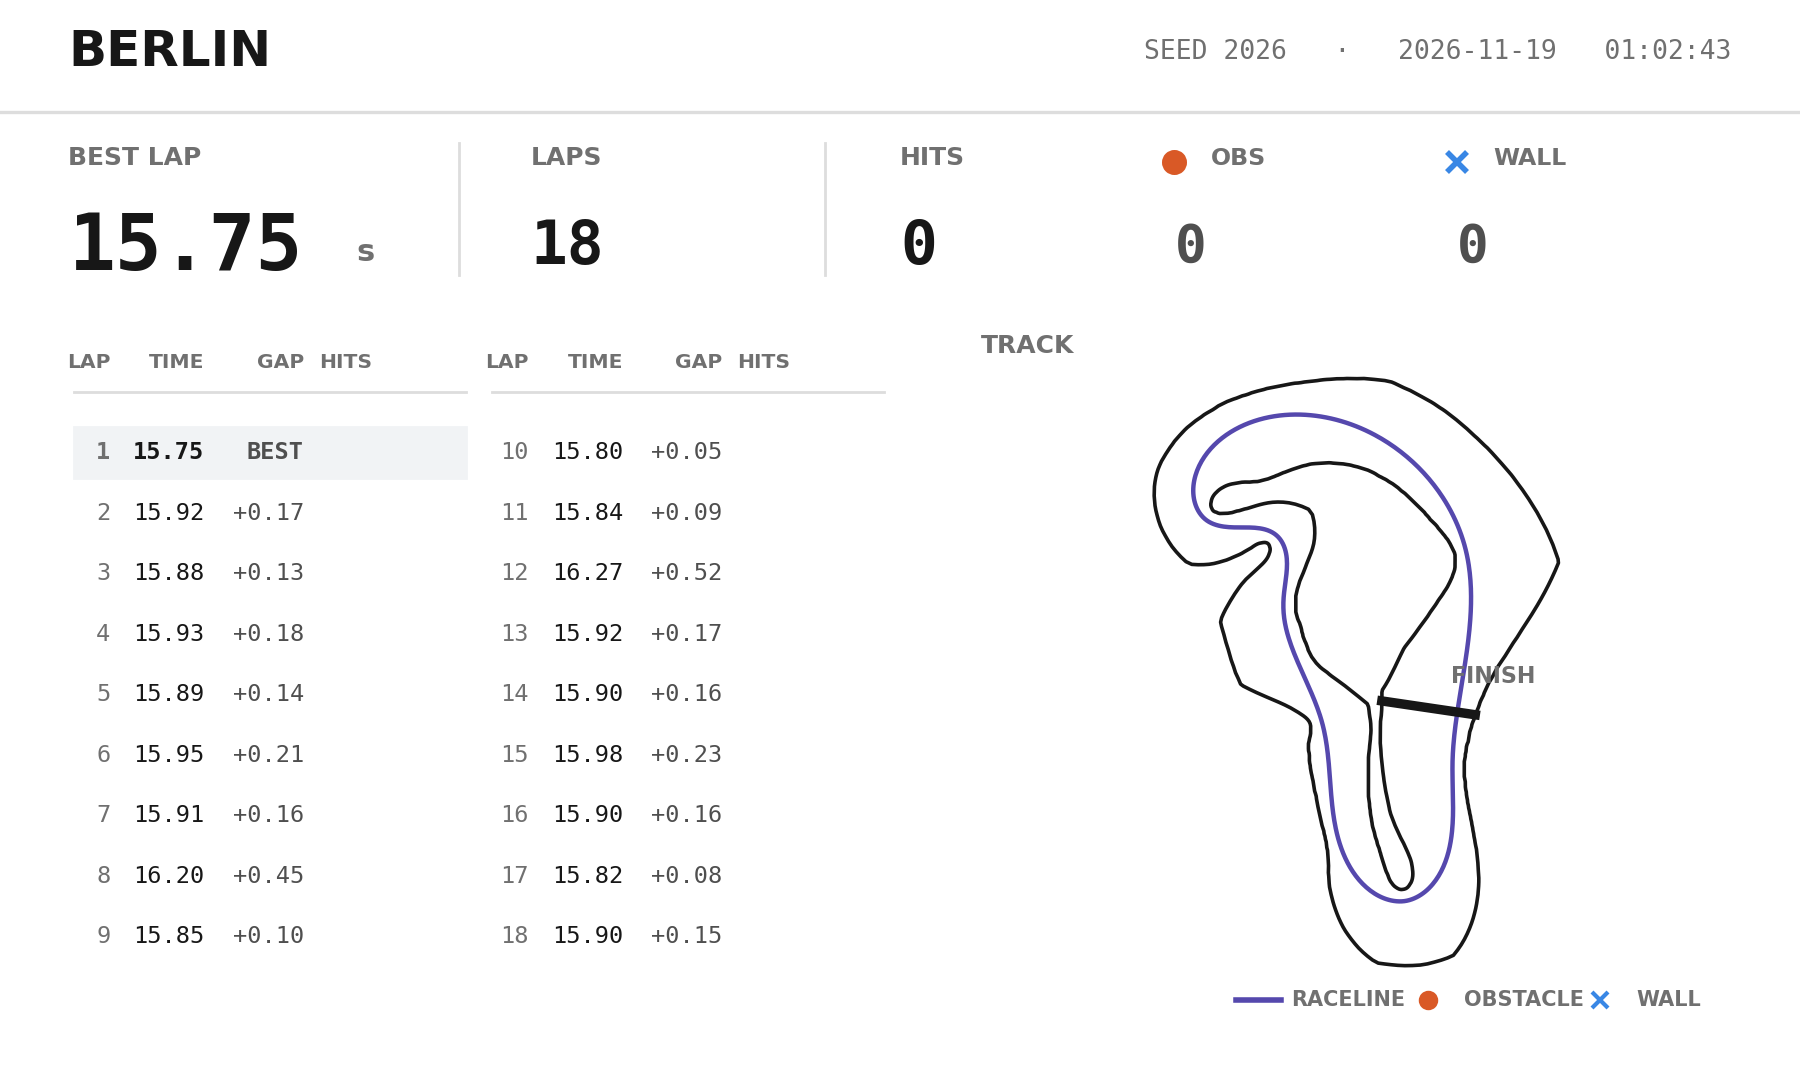 BERLIN
SEED 2026 · 2026-11-19 01:02:43
BEST LAP
15.75 s
LAPS
18
HITS
0
OBS
0
WALL
0
LAP TIME GAP HITS
1 15.75 BEST
2 15.92 +0.17
3 15.88 +0.13
4 15.93 +0.18
5 15.89 +0.14
6 15.95 +0.21
7 15.91 +0.16
8 16.20 +0.45
9 15.85 +0.10
LAP TIME GAP HITS
10 15.80 +0.05
11 15.84 +0.09
12 16.27 +0.52
13 15.92 +0.17
14 15.90 +0.16
15 15.98 +0.23
16 15.90 +0.16
17 15.82 +0.08
18 15.90 +0.15
TRACK
FINISH
RACELINE OBSTACLE WALL